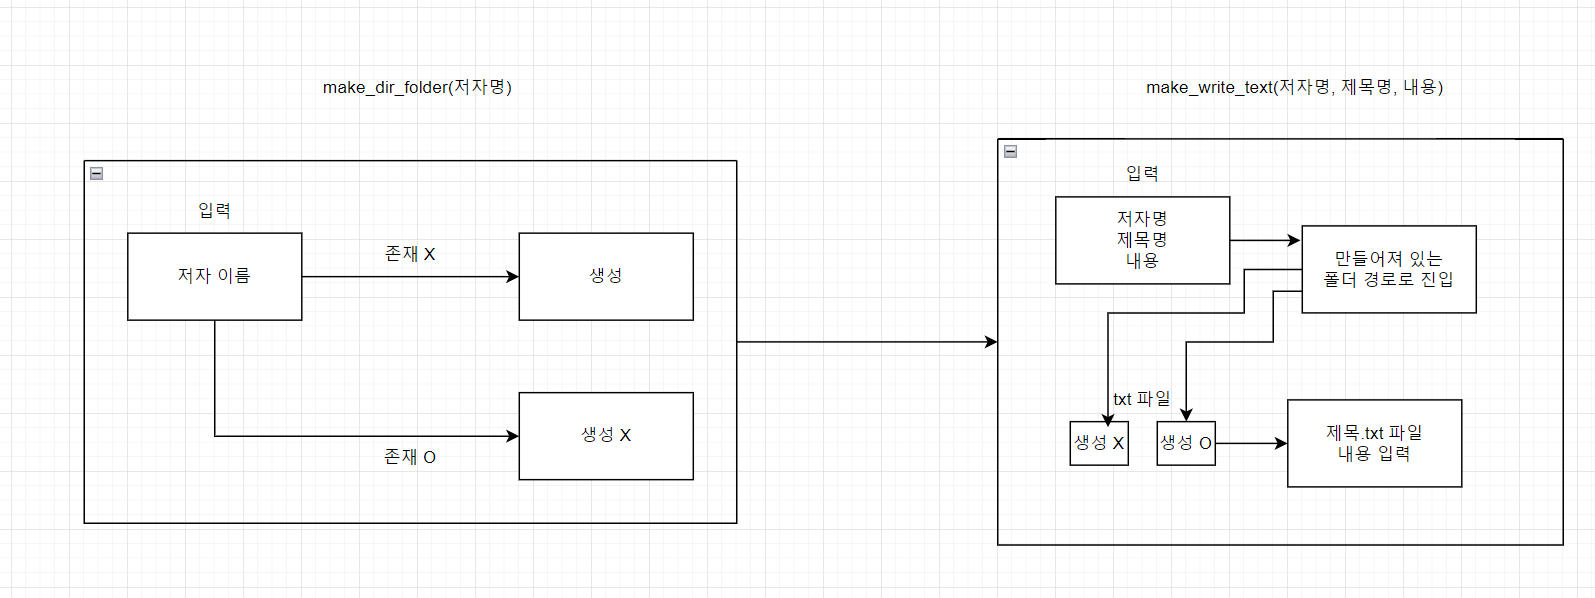 make_dir_folder(저자명)
입력
저자 이름
존재 X
생성
존재 O
생성 X
make_write_text(저자명, 제목명, 내용)
입력
저자명
제목명
내용
만들어져 있는
폴더 경로로 진입
txt 파일
생성 X
생성 O
제목.txt 파일
내용 입력